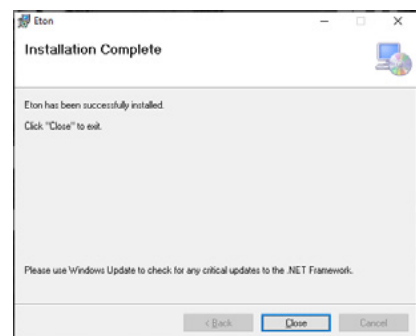 Eton
Installation Complete
Eton has been successfully installed.
Click "Close" to exit.
Please use Windows Update to check for any critical updates to the .NET Framework.
< Back Close Cancel